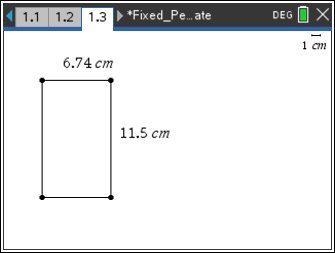 1.1 1.2 1.3 *Fixed_Pe...ate DEG
1 cm
6.74 cm
11.5 cm